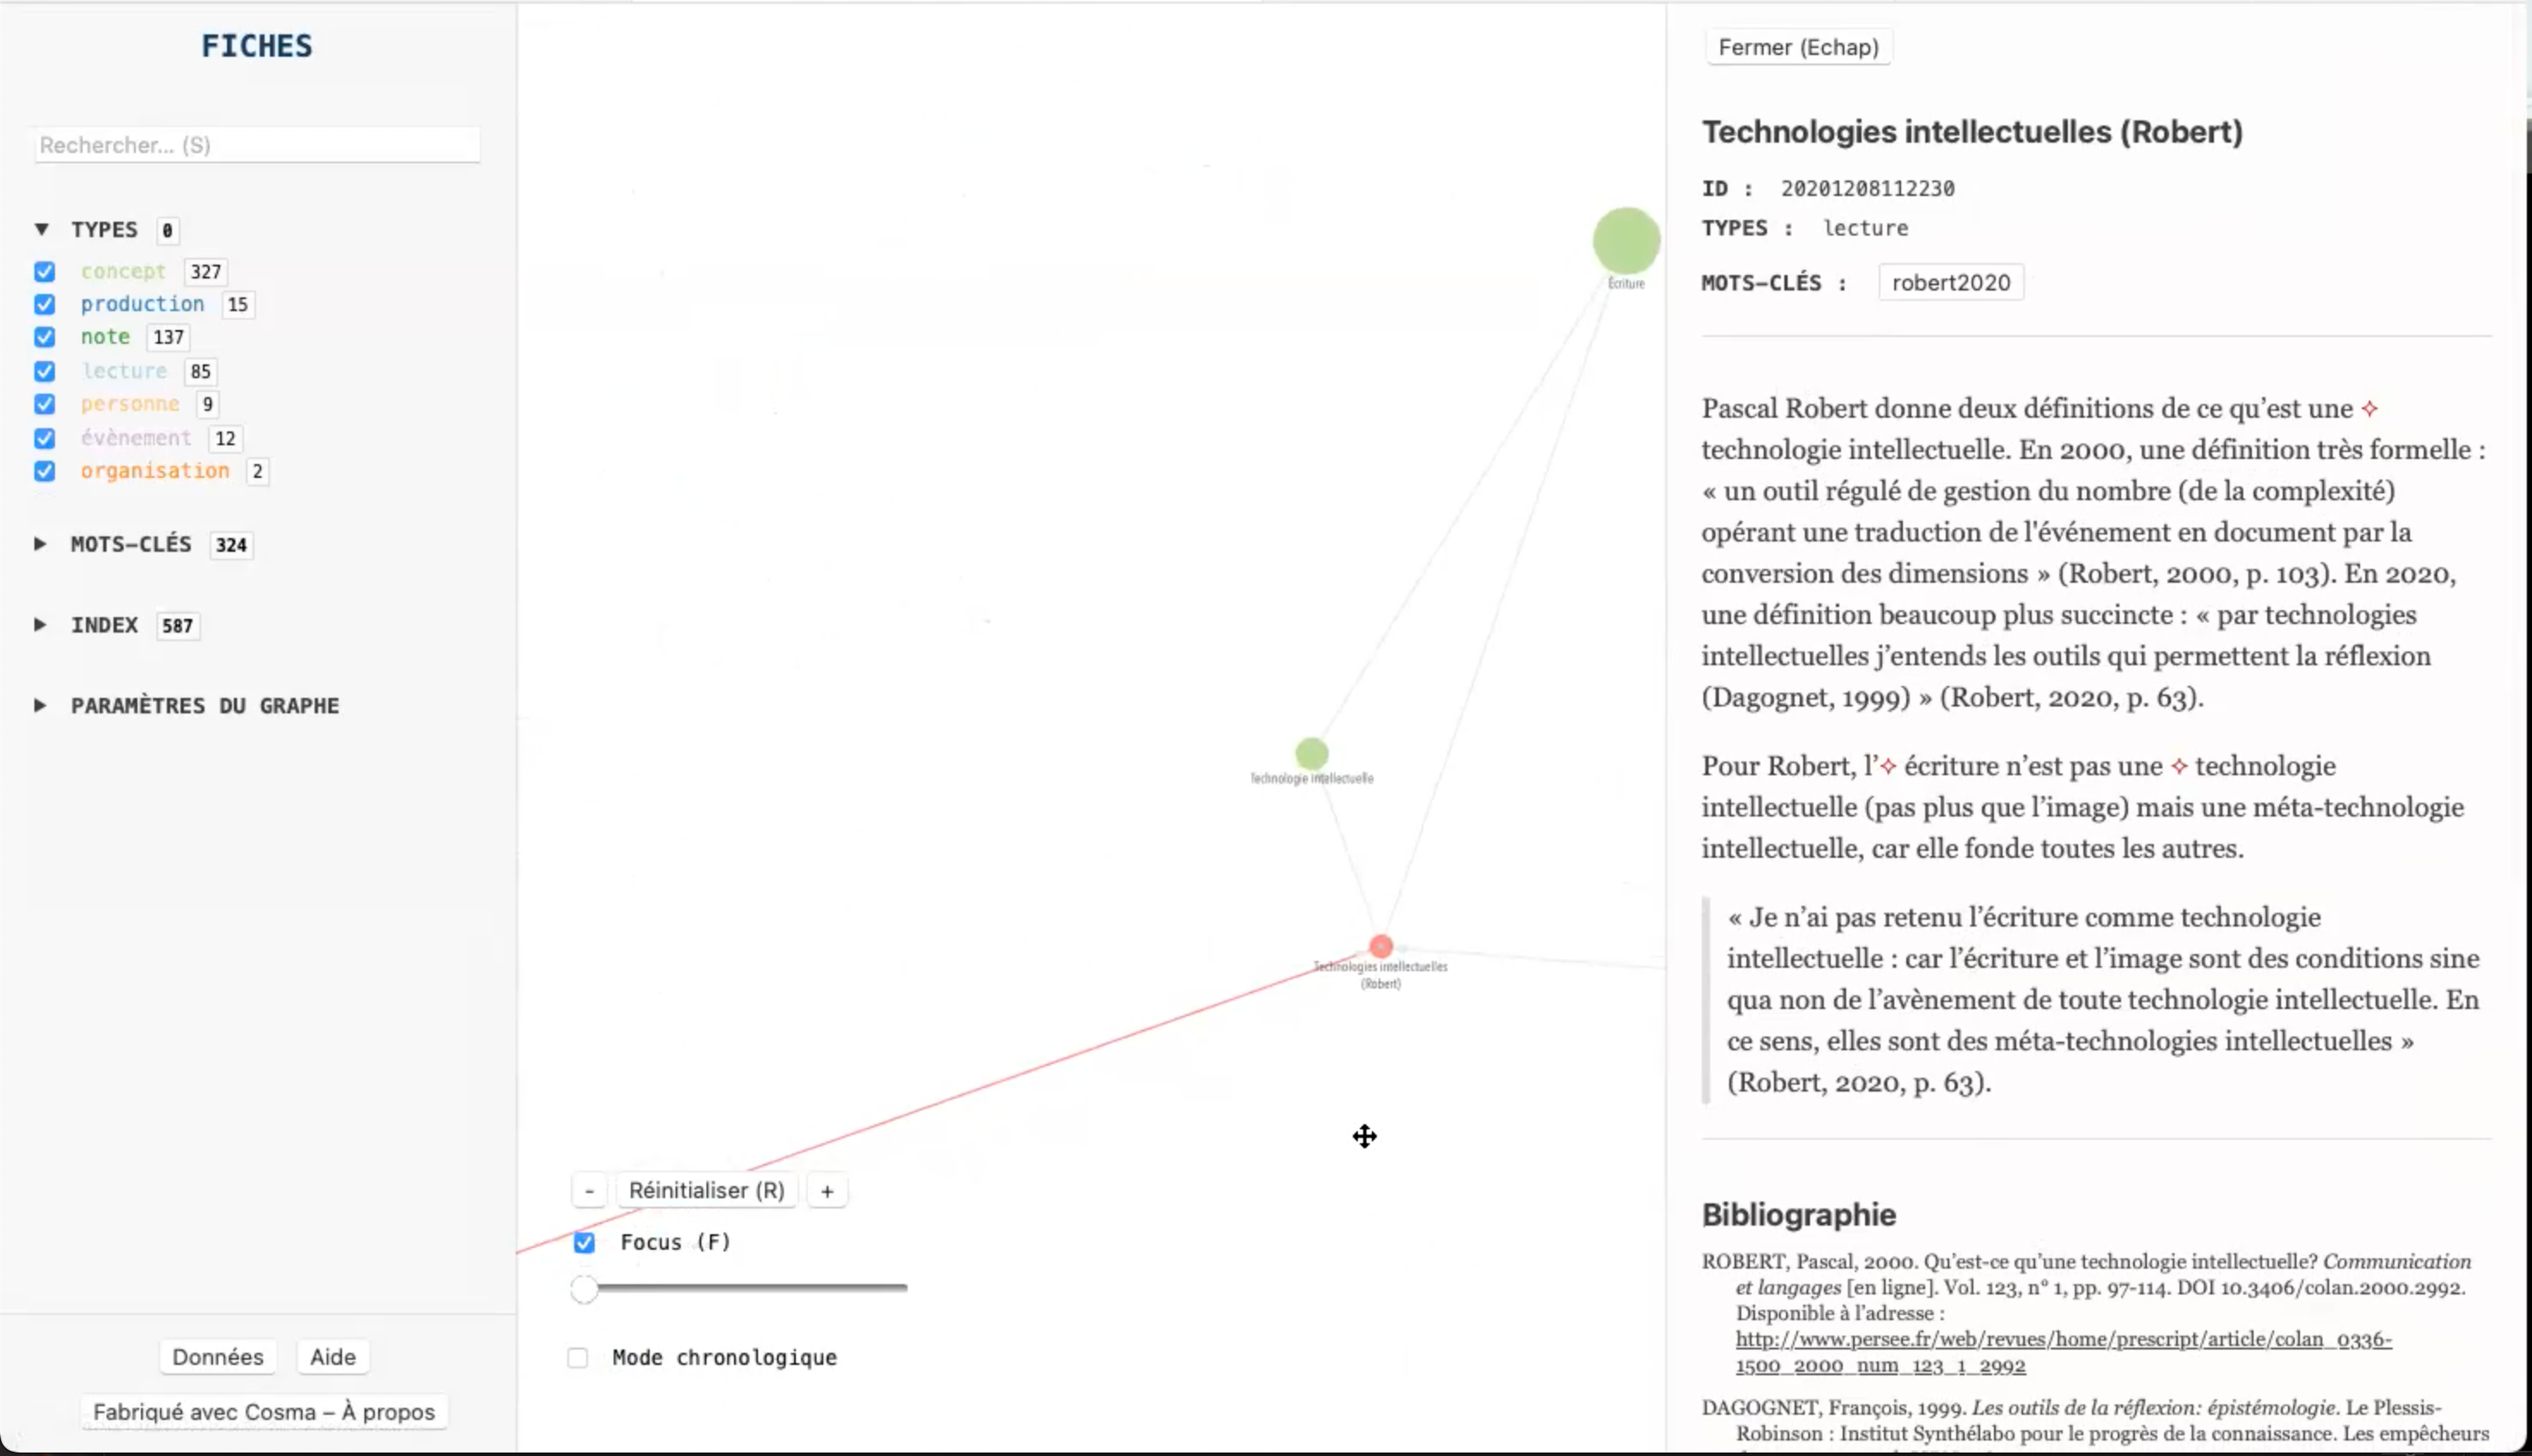 FICHES
Rechercher... (S)
▼ TYPES 0
concept 327
production 15
note 137
lecture 85
personne 9
évènement 12
organisation 2
▶ MOTS-CLÉS 324
▶ INDEX 587
▶ PARAMÈTRES DU GRAPHE
Données Aide
Fabriqué avec Cosma – À propos
Écriture
Technologie intellectuelle
Technologies intellectuelles
(Robert)
- Réinitialiser (R) +
Focus (F)
Mode chronologique
Fermer (Echap)
Technologies intellectuelles (Robert)
ID : 20201208112230
TYPES : lecture
MOTS-CLÉS : robert2020
Pascal Robert donne deux définitions de ce qu’est une ✧
technologie intellectuelle. En 2000, une définition très formelle :
« un outil régulé de gestion du nombre (de la complexité)
opérant une traduction de l'événement en document par la
conversion des dimensions » (Robert, 2000, p. 103). En 2020,
une définition beaucoup plus succincte : « par technologies
intellectuelles j’entends les outils qui permettent la réflexion
(Dagognet, 1999) » (Robert, 2020, p. 63).
Pour Robert, l’✧ écriture n’est pas une ✧ technologie
intellectuelle (pas plus que l’image) mais une méta-technologie
intellectuelle, car elle fonde toutes les autres.
« Je n’ai pas retenu l’écriture comme technologie
intellectuelle : car l’écriture et l’image sont des conditions sine
qua non de l’avènement de toute technologie intellectuelle. En
ce sens, elles sont des méta-technologies intellectuelles »
(Robert, 2020, p. 63).
Bibliographie
ROBERT, Pascal, 2000. Qu’est-ce qu’une technologie intellectuelle? Communication
et langages [en ligne]. Vol. 123, n° 1, pp. 97-114. DOI 10.3406/colan.2000.2992.
Disponible à l’adresse :
http://www.persee.fr/web/revues/home/prescript/article/colan_0336-
1500_2000_num_123_1_2992
DAGOGNET, François, 1999. Les outils de la réflexion: épistémologie. Le Plessis-
Robinson : Institut Synthélabo pour le progrès de la connaissance. Les empêcheurs